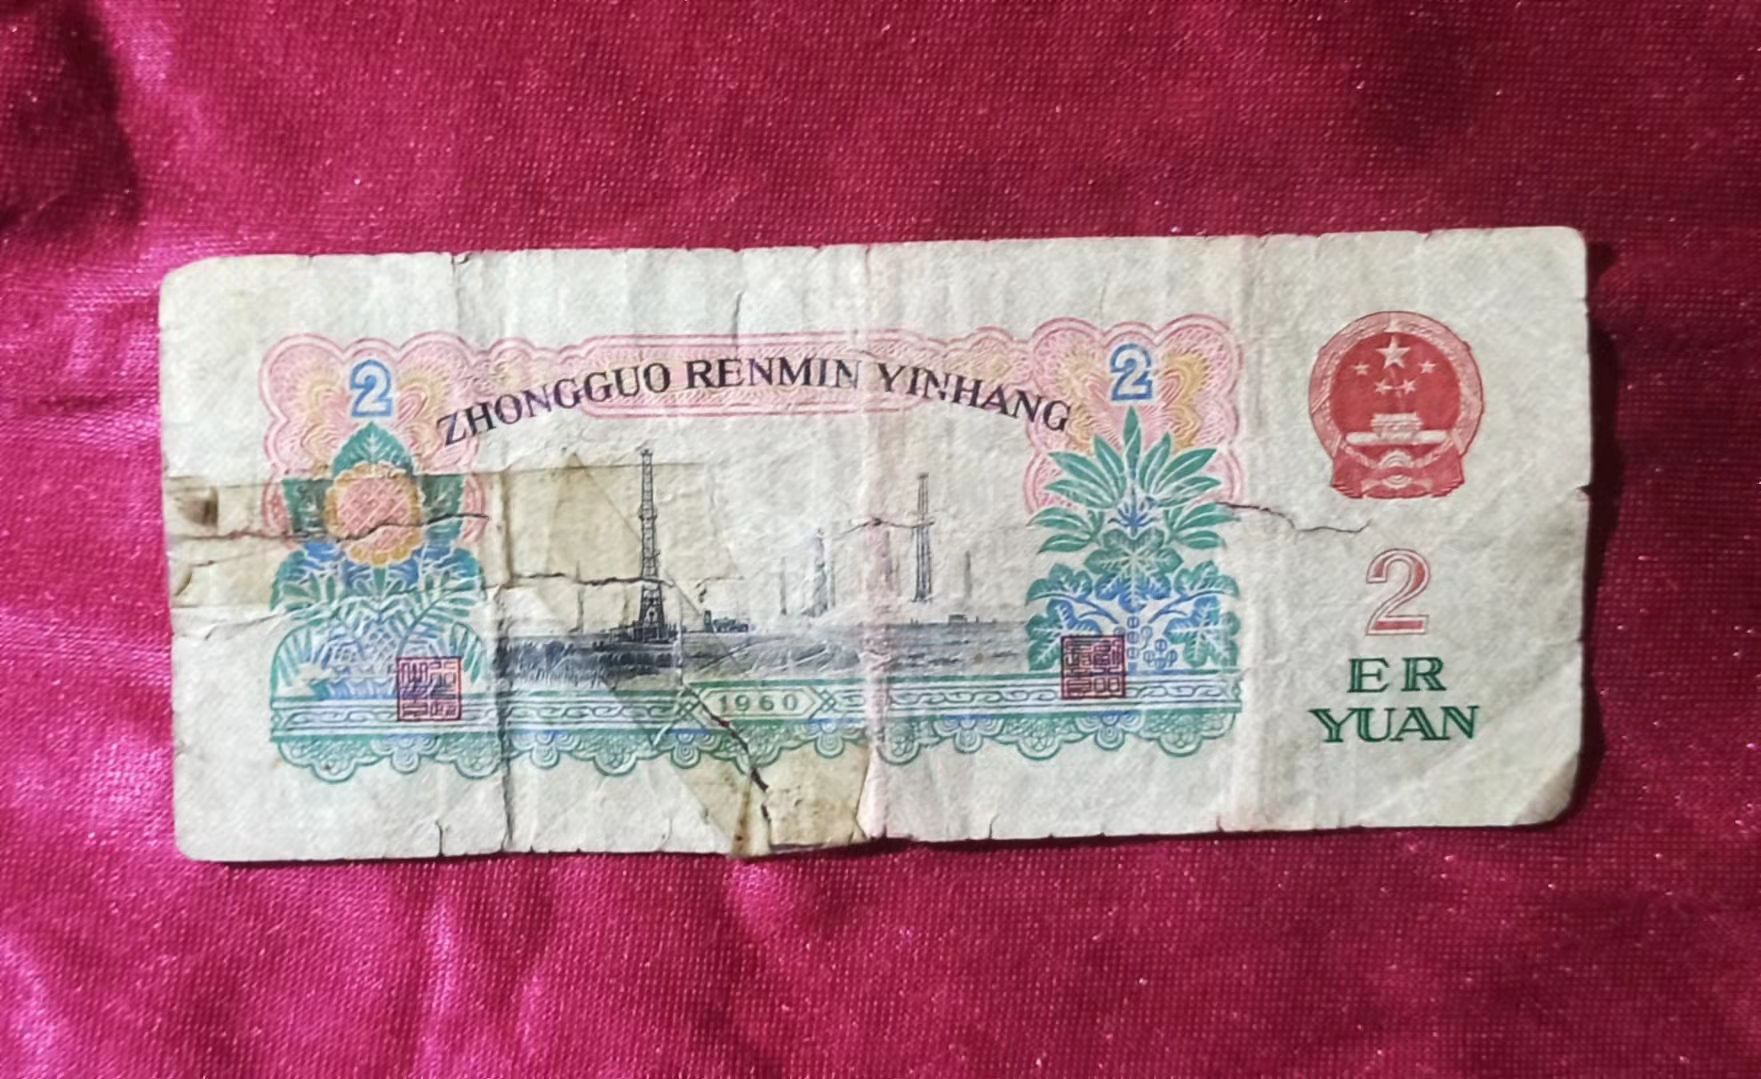 2
2
ZHONGGUO RENMIN YINHANG
1960
2
ER
YUAN